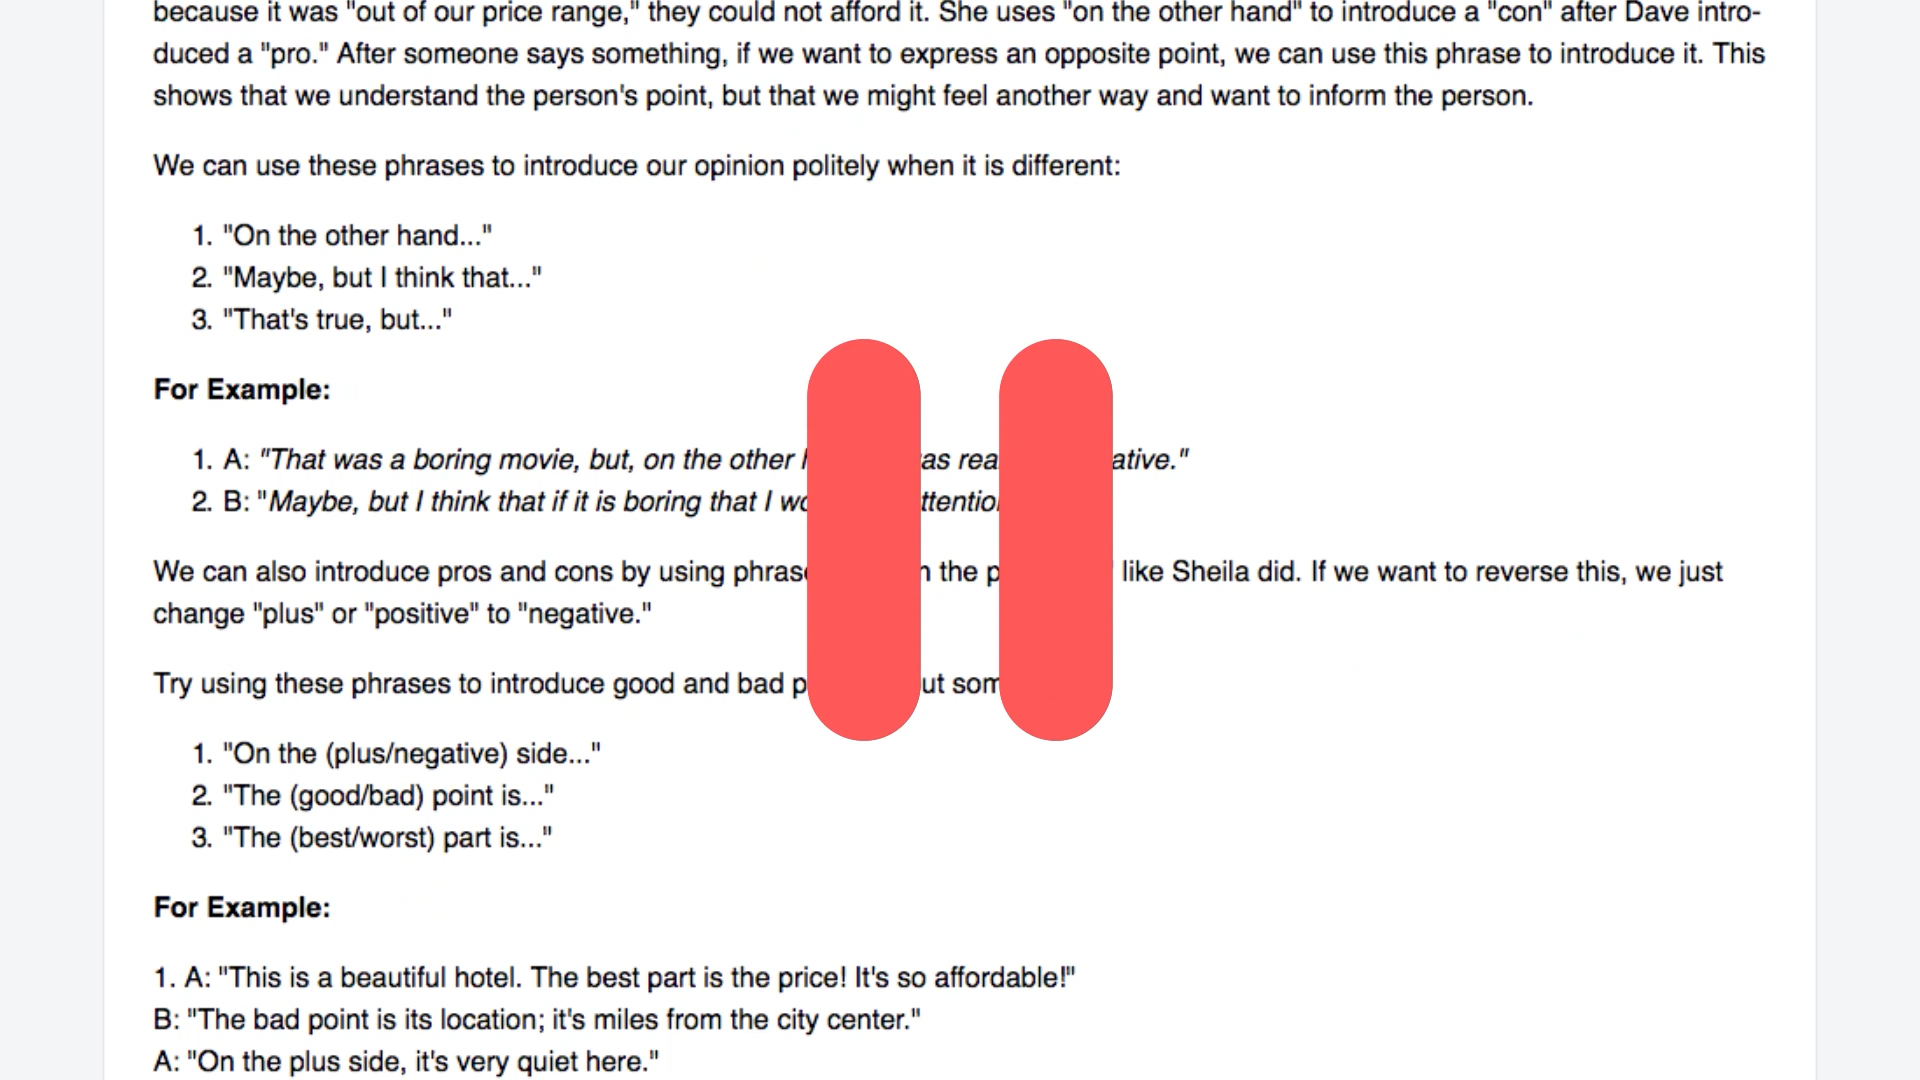 because it was "out of our price range," they could not afford it. She uses "on the other hand" to introduce a "con" after Dave intro-
duced a "pro." After someone says something, if we want to express an opposite point, we can use this phrase to introduce it. This
shows that we understand the person's point, but that we might feel another way and want to inform the person.
We can use these phrases to introduce our opinion politely when it is different:
1. "On the other hand..."
2. "Maybe, but I think that..."
3. "That's true, but..."
For Example:
1. A: "That was a boring movie, but, on the other
2. B: "Maybe, but I think that if it is boring that I
We can also introduce pros and cons by using the like Sheila did. If we want to reverse this, we just
change "plus" or "positive" to "negative."
Try using these phrases to introduce good and bad
1. "On the (plus/negative) side..."
2. "The (good/bad) point is..."
3. "The (best/worst) part is..."
For Example:
1. A: "This is a beautiful hotel. The best part is the price! It's so affordable!"
B: "The bad point is its location; it's miles from the city center."
A: "On the plus side, it's very quiet here."